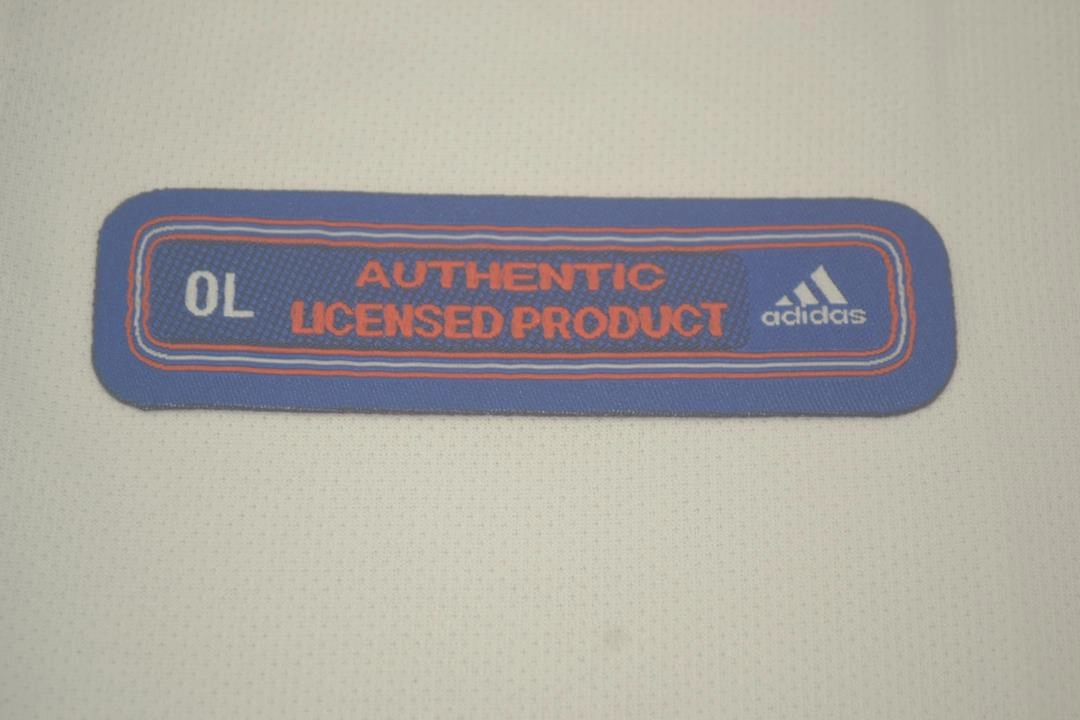 OL
AUTHENTIC
LICENSED PRODUCT
adidas